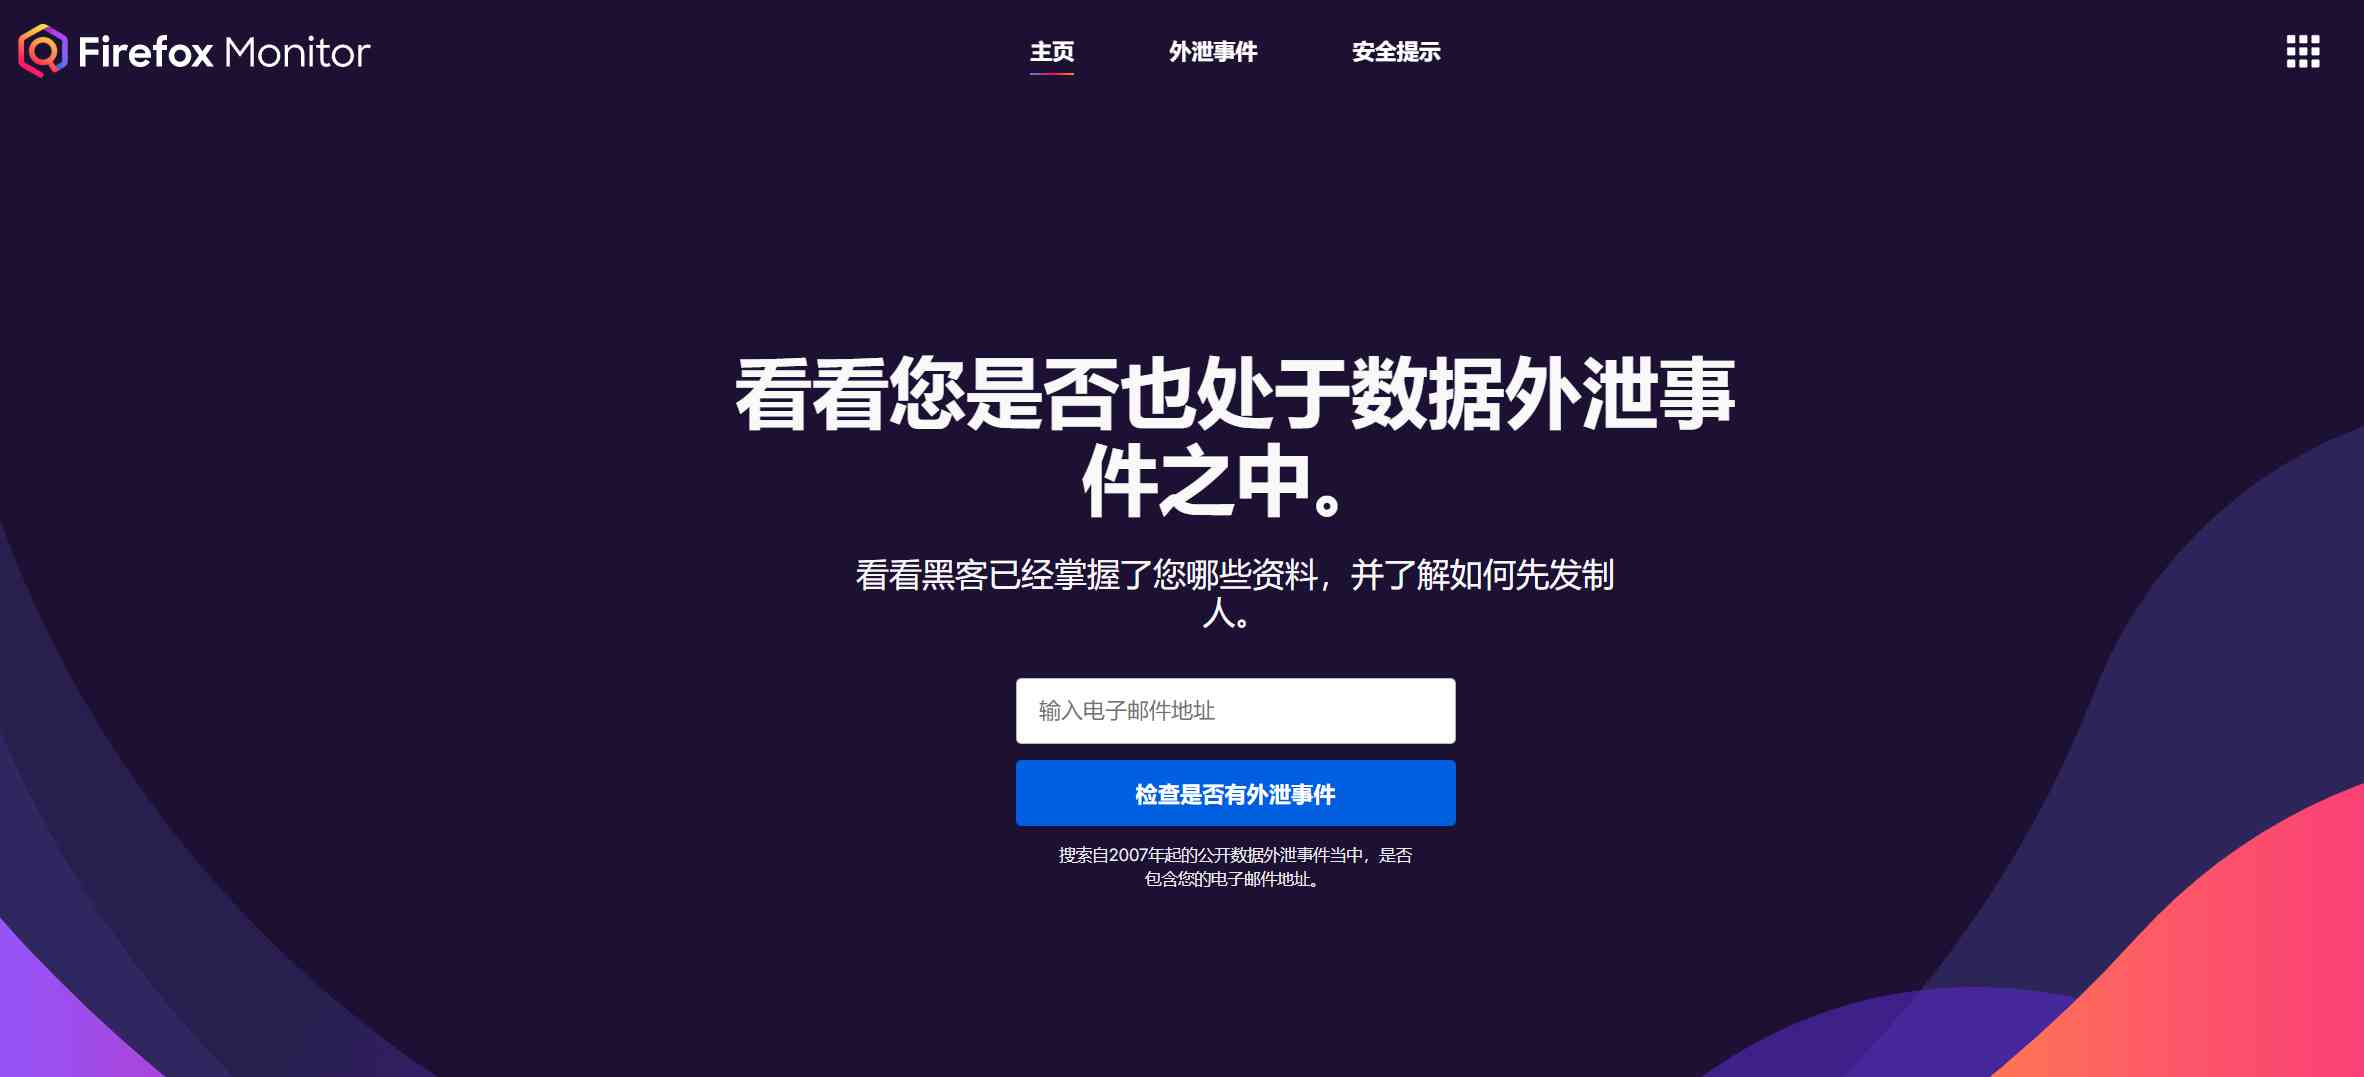 Firefox Monitor
主页
外泄事件
安全提示
看看您是否也处于数据外泄事
件之中。
看看黑客已经掌握了您哪些资料，并了解如何先发制
人。
输入电子邮件地址
检查是否有外泄事件
搜索自2007年起的公开数据外泄事件当中，是否
包含您的电子邮件地址。